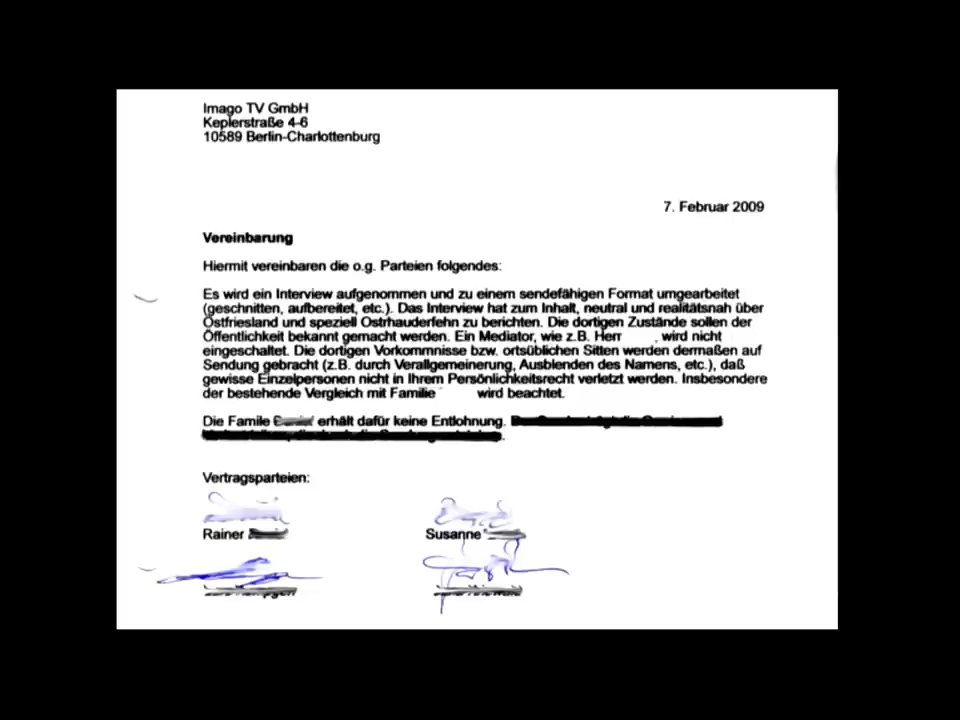 Imago TV GmbH
Keplerstraße 4-6
10589 Berlin-Charlottenburg
7. Februar 2009
Vereinbarung
Hiermit vereinbaren die o.g. Parteien folgendes:
Es wird ein Interview aufgenommen und zu einem sendefähigen Format umgearbeitet
(geschnitten, aufbereitet, etc.). Das Interview hat zum Inhalt, neutral und realitätsnah über
Ostfriesland und speziell Ostrhauderfehn zu berichten. Die dortigen Zustände sollen der
Öffentlichkeit bekannt gemacht werden. Ein Mediator, wie z.B. Herr , wird nicht
eingeschaltet. Die dortigen Vorkommnisse bzw. ortsüblichen Sitten werden dermaßen auf
Sendung gebracht (z.B. durch Verallgemeinerung, Ausblenden des Namens, etc.), daß
gewisse Einzelpersonen nicht in Ihrem Persönlichkeitsrecht verletzt werden. Insbesondere
der bestehende Vergleich mit Familie wird beachtet.
Die Famile erhält dafür keine Entlohnung.
Vertragsparteien:
Rainer Susanne